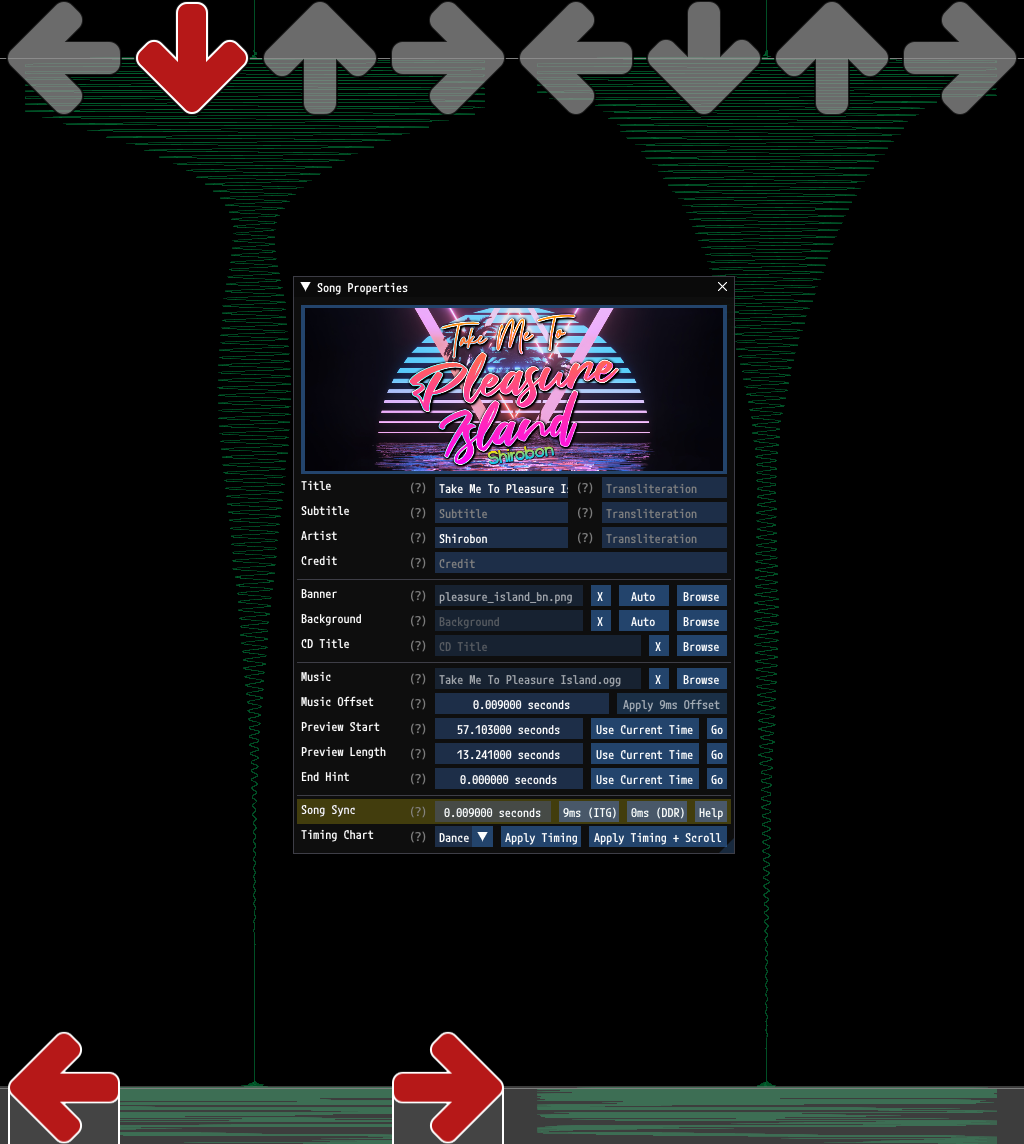 Song Properties
Take Me To
Pleasure
Island
Shirobon
Title (?) Take Me To Pleasure I (?) Transliteration
Subtitle (?) Subtitle (?) Transliteration
Artist (?) Shirobon (?) Transliteration
Credit (?) Credit
Banner (?) pleasure_island_bn.png X Auto Browse
Background (?) Background X Auto Browse
CD Title (?) CD Title X Browse
Music (?) Take Me To Pleasure Island.ogg X Browse
Music Offset (?) 0.009000 seconds Apply 9ms Offset
Preview Start (?) 57.103000 seconds Use Current Time Go
Preview Length (?) 13.241000 seconds Use Current Time Go
End Hint (?) 0.000000 seconds Use Current Time Go
Song Sync (?) 0.009000 seconds 9ms (ITG) 0ms (DDR) Help
Timing Chart (?) Dance Apply Timing Apply Timing + Scroll